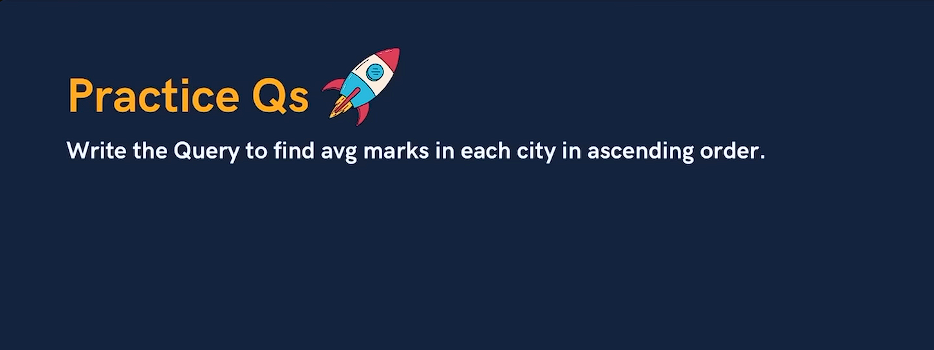 Practice Qs
Write the Query to find avg marks in each city in ascending order.